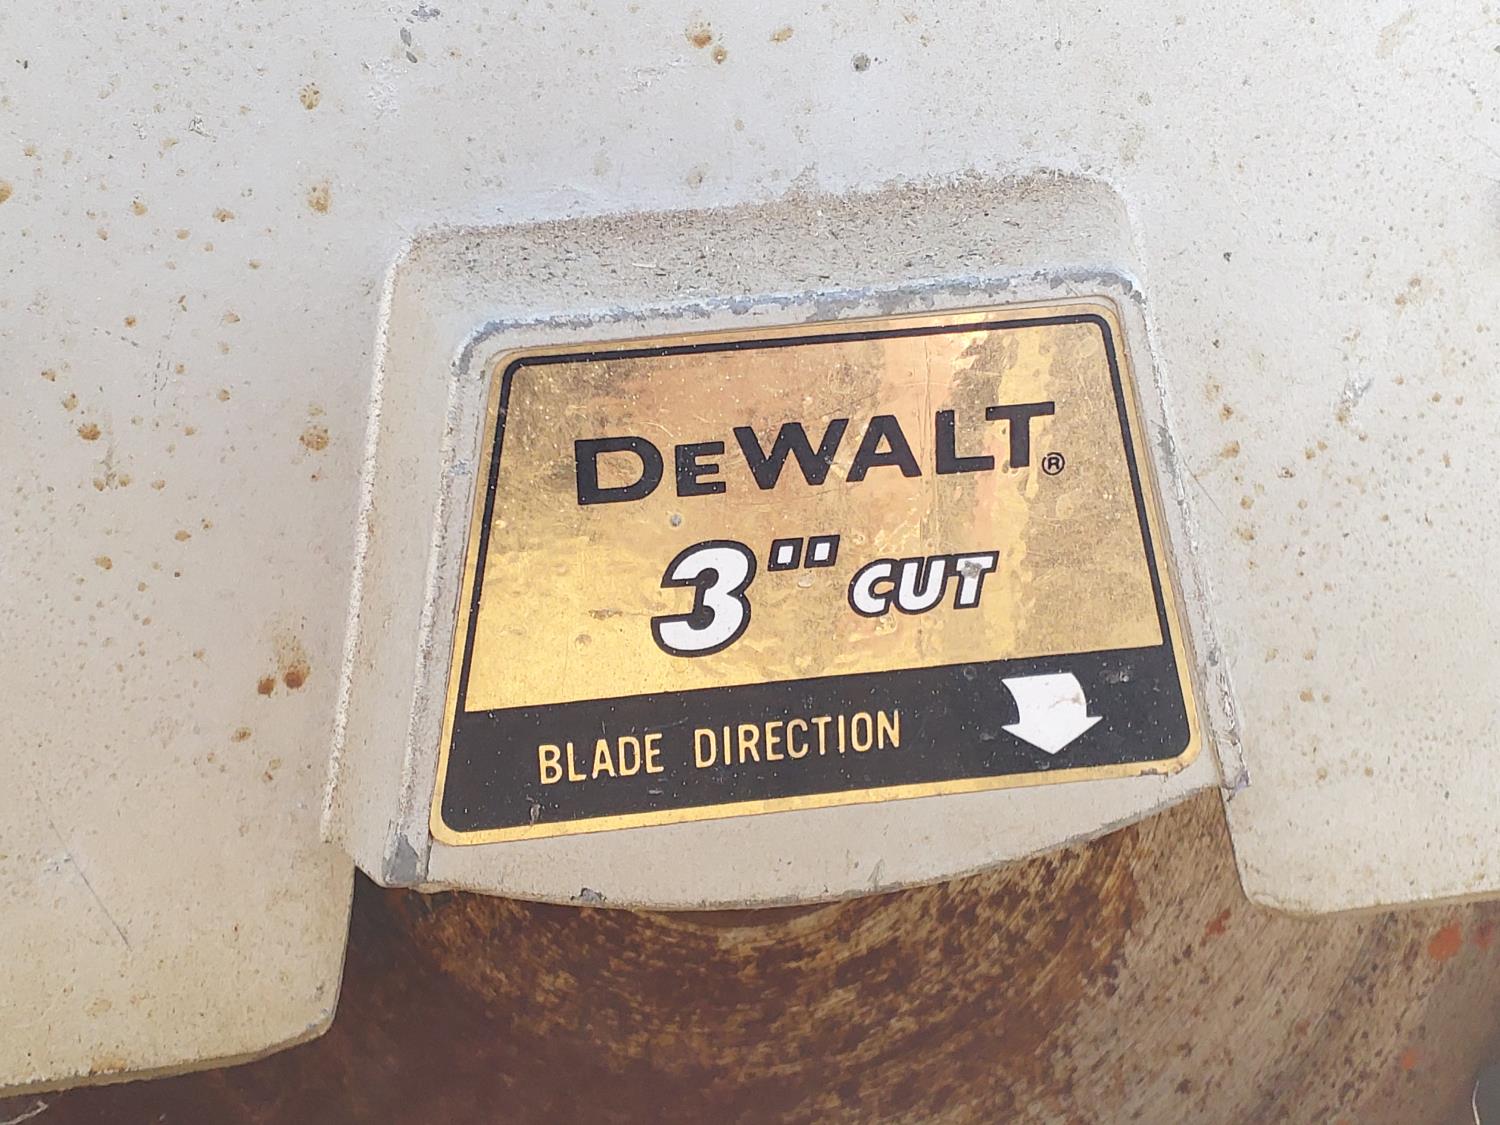 DEWALT®
3" CUT
BLADE DIRECTION